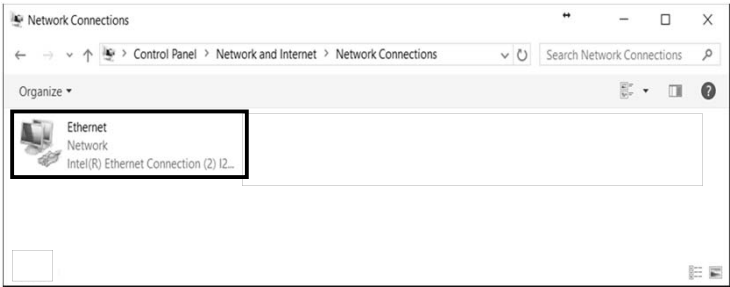 Network Connections
Control Panel > Network and Internet > Network Connections
Search Network Connections
Organize
Ethernet
Network
Intel(R) Ethernet Connection (2) I2...